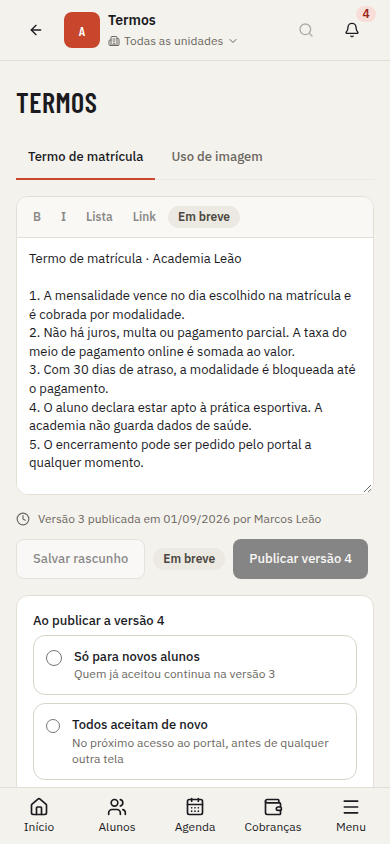 A
Termos
Todas as unidades
4
TERMOS
Termo de matrícula
Uso de imagem
B I Lista Link Em breve
Termo de matrícula · Academia Leão
1. A mensalidade vence no dia escolhido na matrícula e
é cobrada por modalidade.
2. Não há juros, multa ou pagamento parcial. A taxa do
meio de pagamento online é somada ao valor.
3. Com 30 dias de atraso, a modalidade é bloqueada até
o pagamento.
4. O aluno declara estar apto à prática esportiva. A
academia não guarda dados de saúde.
5. O encerramento pode ser pedido pelo portal a
qualquer momento.
Versão 3 publicada em 01/09/2026 por Marcos Leão
Salvar rascunho Em breve Publicar versão 4
Ao publicar a versão 4
Só para novos alunos
Quem já aceitou continua na versão 3
Todos aceitam de novo
No próximo acesso ao portal, antes de qualquer
outra tela
Início Alunos Agenda Cobranças Menu